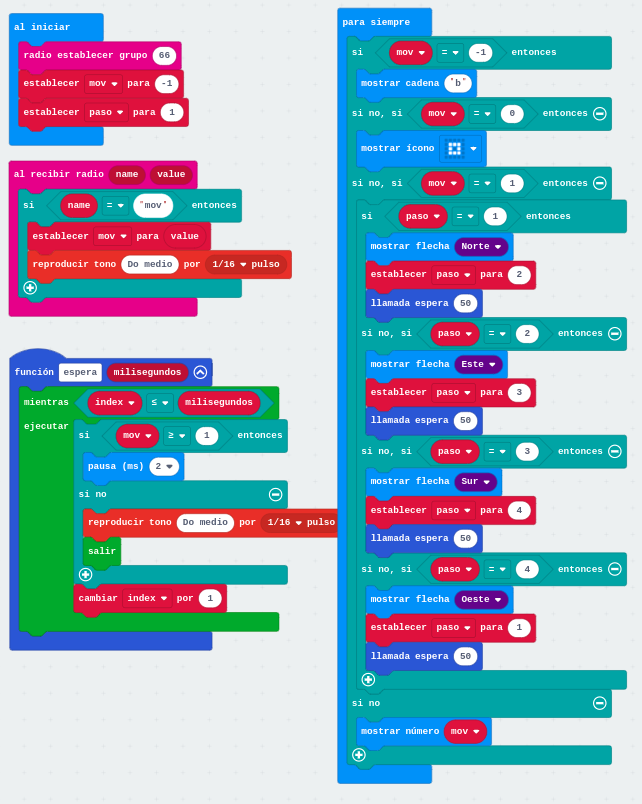 al iniciar
radio establecer grupo 66
establecer mov para -1
establecer paso para 1
al recibir radio name value
si name = "mov" entonces
establecer mov para value
reproducir tono Do medio por 1/16 pulso
función espera milisegundos
mientras index ≤ milisegundos
ejecutar
si mov ≥ 1 entonces
pausa (ms) 2
si no
reproducir tono Do medio por 1/16 pulso
salir
cambiar index por 1
para siempre
si mov = -1 entonces
mostrar cadena "b"
si no, si mov = 0 entonces
mostrar ícono
si no, si mov = 1 entonces
si paso = 1 entonces
mostrar flecha Norte
establecer paso para 2
llamada espera 50
si no, si paso = 2 entonces
mostrar flecha Este
establecer paso para 3
llamada espera 50
si no, si paso = 3 entonces
mostrar flecha Sur
establecer paso para 4
llamada espera 50
si no, si paso = 4 entonces
mostrar flecha Oeste
establecer paso para 1
llamada espera 50
si no
mostrar número mov